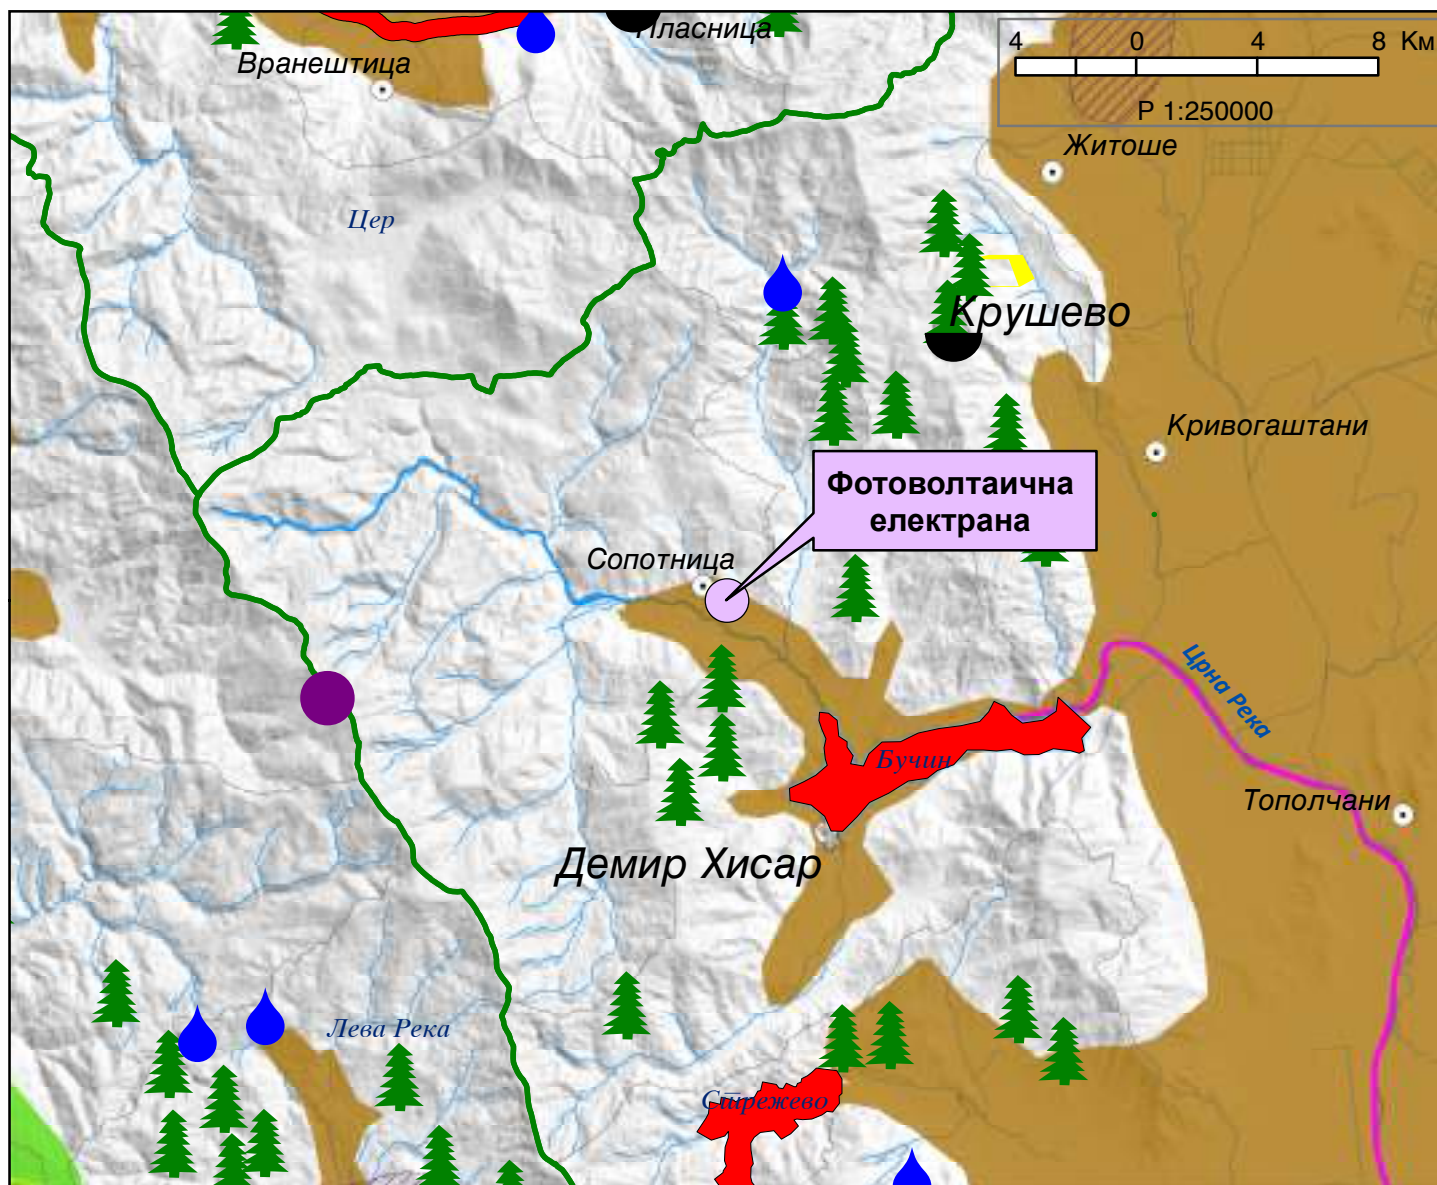 Пласница
Вранештица
4 0 4 8 Км
Р 1:250000
Житоше
Цер
Крушево
Кривогаштани
Фотоволтаична
електрана
Сопотница
Црна Река
Бучин
Тополчани
Демир Хисар
Лева Река
Стрежево